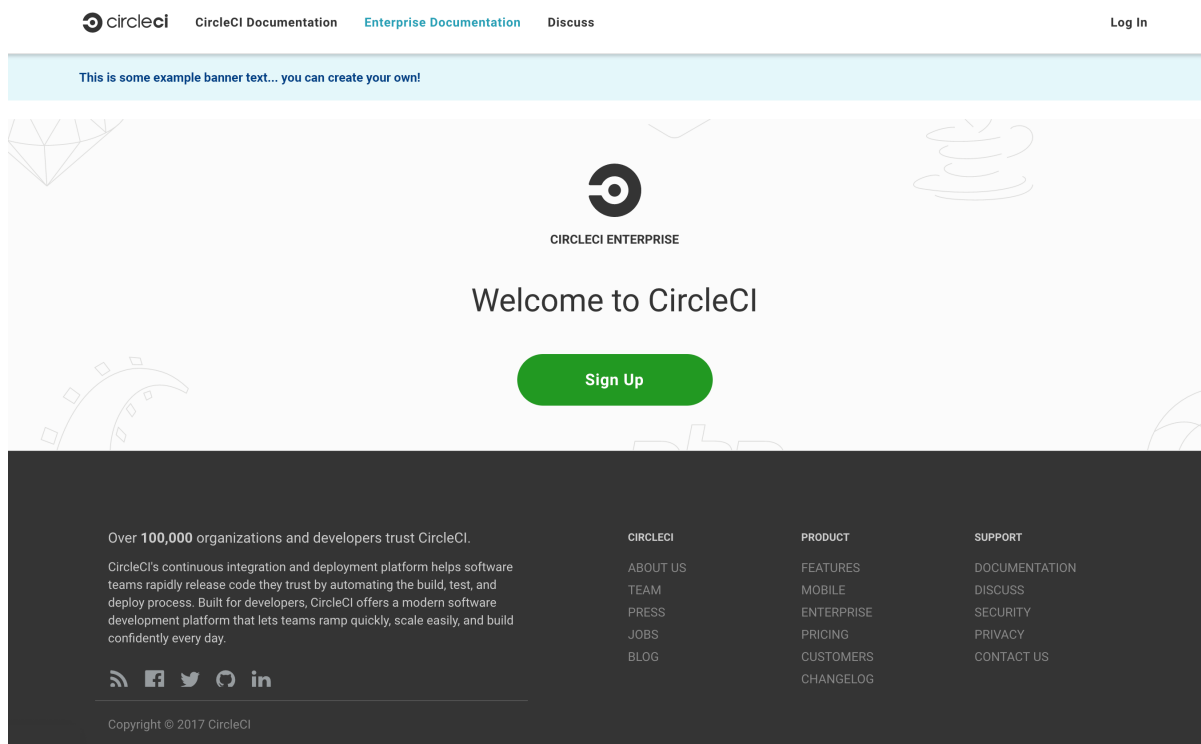 circleci CircleCI Documentation Enterprise Documentation Discuss Log In
This is some example banner text... you can create your own!
CIRCLECI ENTERPRISE
Welcome to CircleCI
Sign Up
php
Over 100,000 organizations and developers trust CircleCI.
CircleCI's continuous integration and deployment platform helps software
teams rapidly release code they trust by automating the build, test, and
deploy process. Built for developers, CircleCI offers a modern software
development platform that lets teams ramp quickly, scale easily, and build
confidently every day.
in
Copyright © 2017 CircleCI
CIRCLECI
ABOUT US
TEAM
PRESS
JOBS
BLOG
PRODUCT
FEATURES
MOBILE
ENTERPRISE
PRICING
CUSTOMERS
CHANGELOG
SUPPORT
DOCUMENTATION
DISCUSS
SECURITY
PRIVACY
CONTACT US